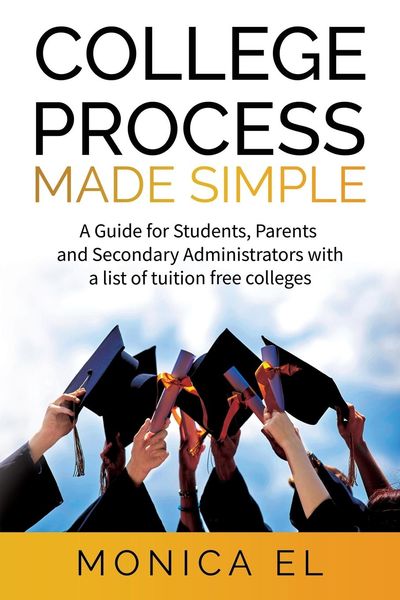 COLLEGE
PROCESS
MADE SIMPLE
A Guide for Students, Parents
and Secondary Administrators with
a list of tuition free colleges
MONICA EL